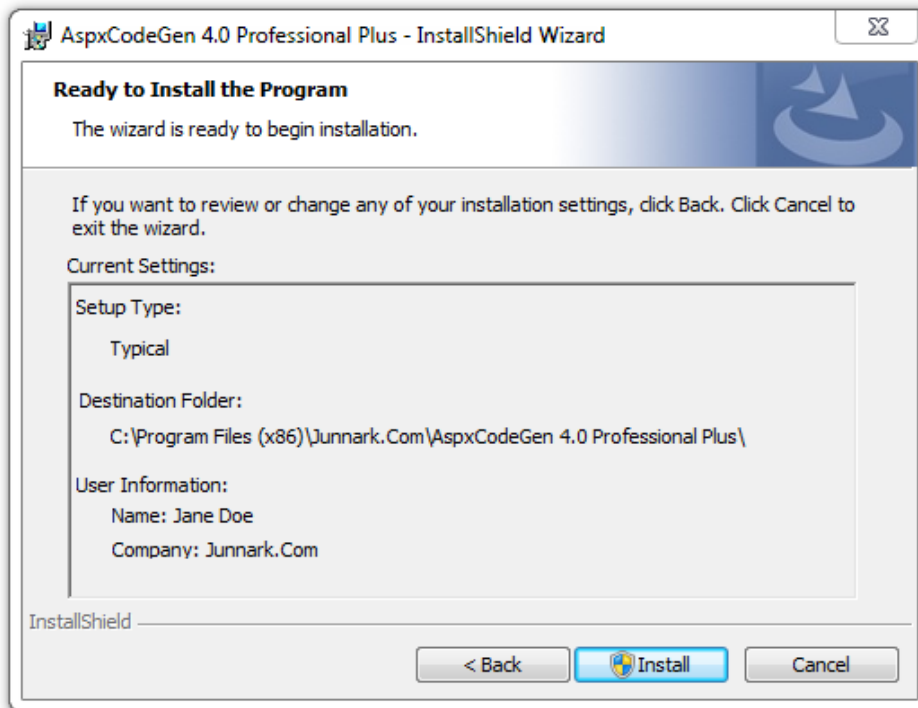 AspxCodeGen 4.0 Professional Plus - InstallShield Wizard
Ready to Install the Program
The wizard is ready to begin installation.
If you want to review or change any of your installation settings, click Back. Click Cancel to
exit the wizard.
Current Settings:
Setup Type:
Typical
Destination Folder:
C:\Program Files (x86)\Junnark.Com\AspxCodeGen 4.0 Professional Plus\
User Information:
Name: Jane Doe
Company: Junnark.Com
InstallShield
< Back
Install
Cancel